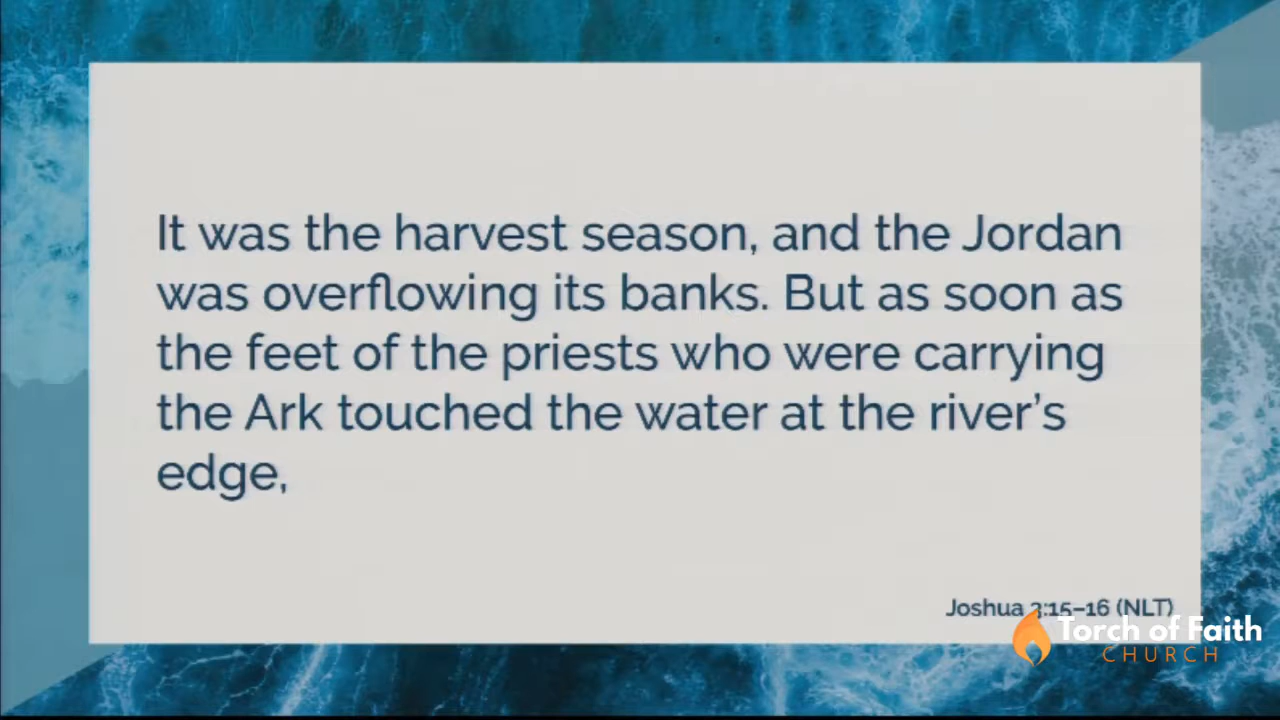 It was the harvest season, and the Jordan
was overflowing its banks. But as soon as
the feet of the priests who were carrying
the Ark touched the water at the river’s
edge,
Joshua 3:15–16 (NLT)
Torch of Faith
CHURCH